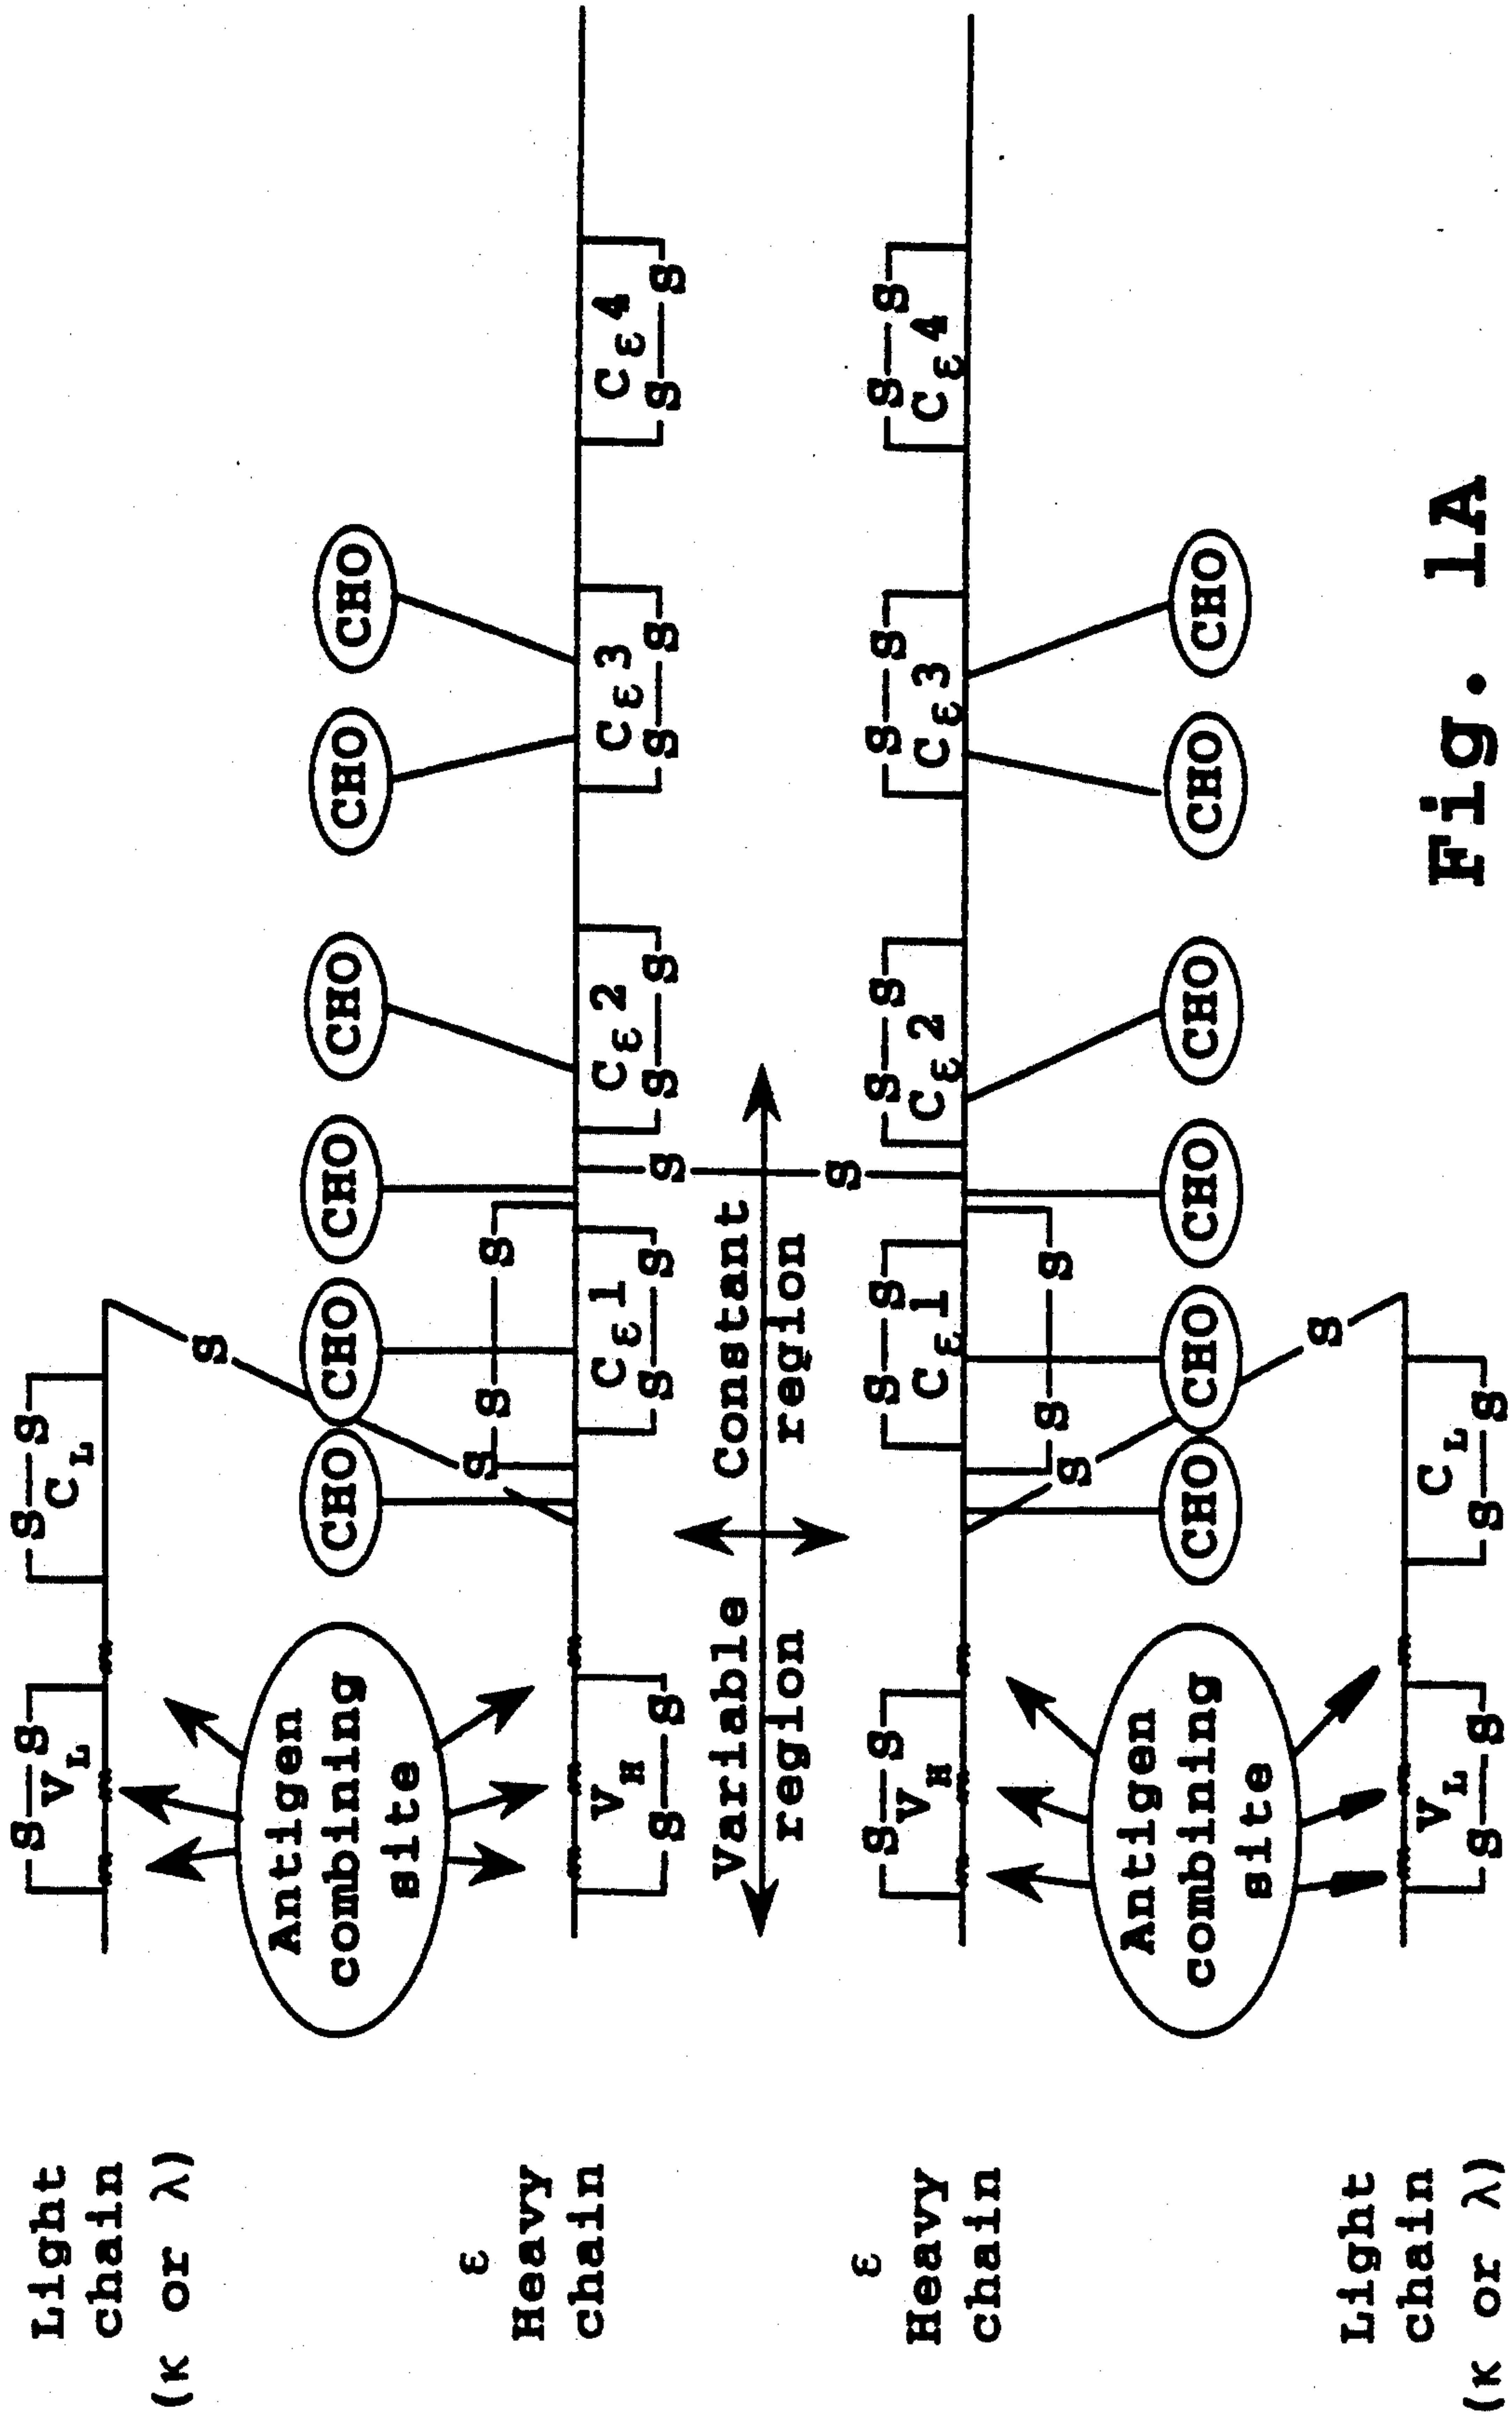 Light
chain
(κ or λ)
S S
V_L
S S
C_L
S
Antigen
combining
site
CHO
CHO
CHO
CHO
CHO
CHO
S
S S
ε
Heavy
chain
V_H
S S
Cε1
S S
Cε2
S S
Cε3
S S
Cε4
S S
S
Variable
region
Constant
region
S
S S
V_H
S S
Cε1
S S
Cε2
S S
Cε3
S S
Cε4
ε
Heavy
chain
S
S S
Antigen
combining
site
CHO
CHO
CHO
CHO
CHO
CHO
S
Light
chain
(κ or λ)
V_L
S S
C_L
S S
Fig. 1A